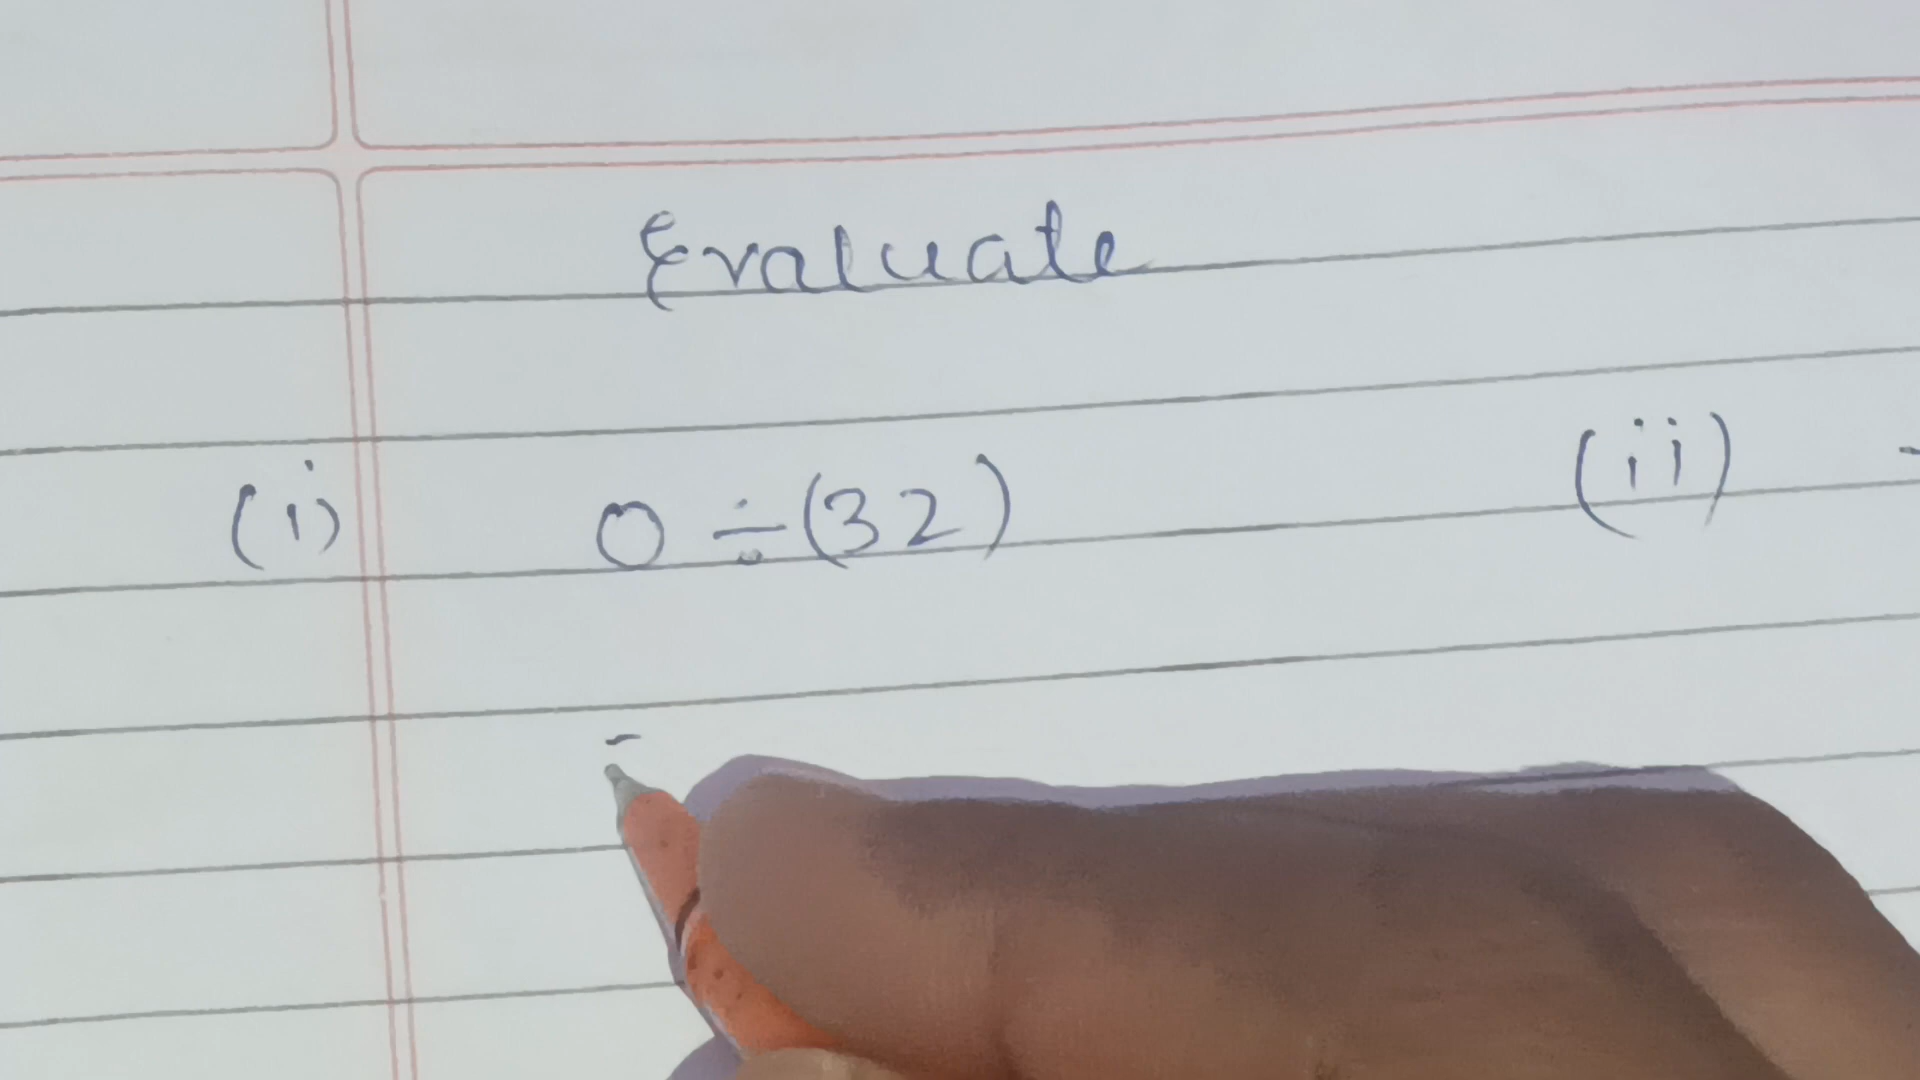 Evaluate
(i) 0 ÷ (32) (ii) -
-